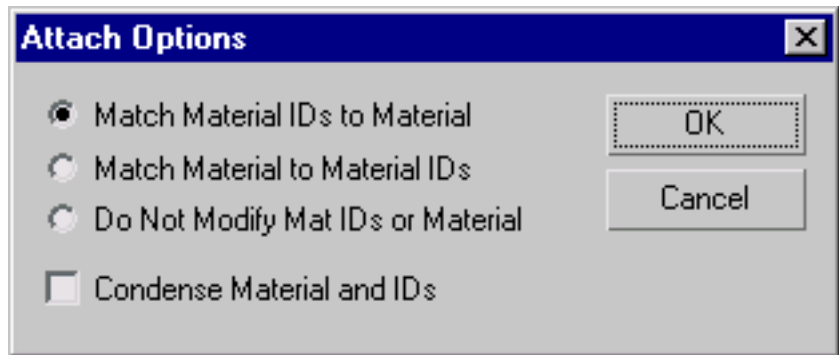 Attach Options
Match Material IDs to Material
Match Material to Material IDs
Do Not Modify Mat IDs or Material
Condense Material and IDs
OK
Cancel